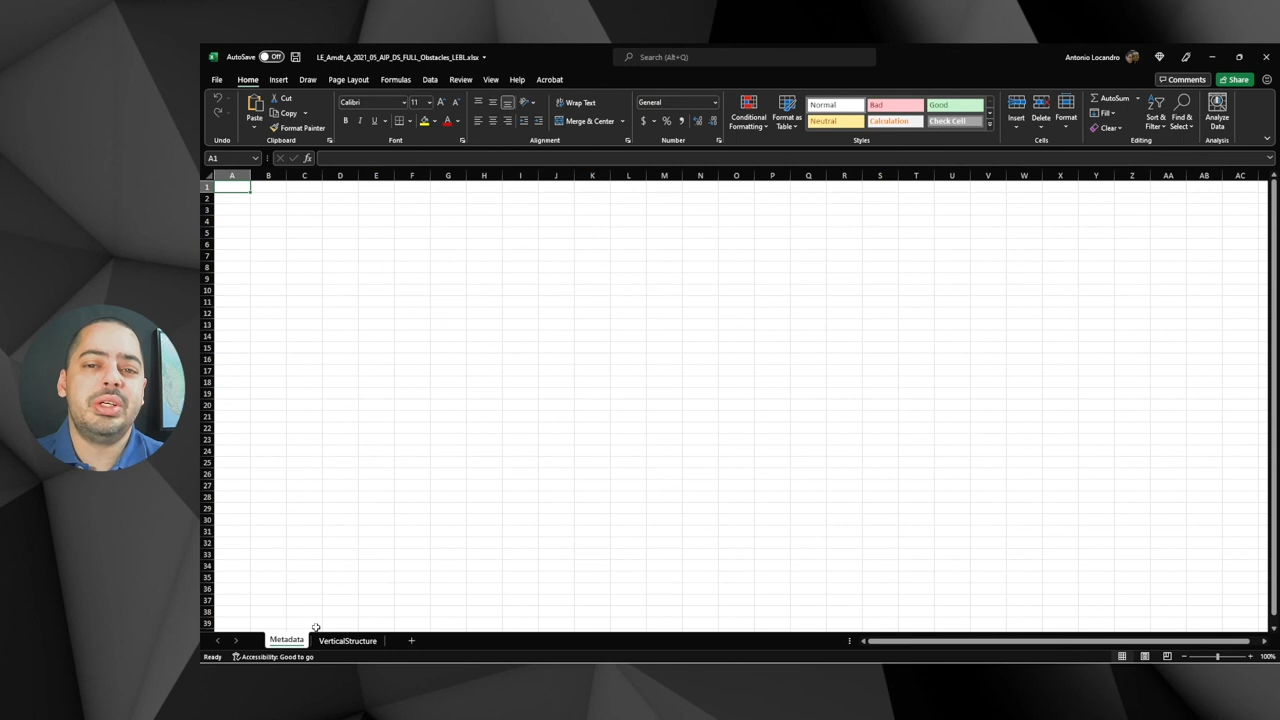 AutoSave Off LE_Amdt_A_2021_05_AIP_DS_FULL_Obstacles_LEBL.xlsx Search (Alt+Q) Antonio Locandro
File Home Insert Draw Page Layout Formulas Data Review View Help Acrobat Comments Share
Paste Cut Copy Format Painter
Calibri 11
B I U A
Wrap Text
Merge & Center
General
$ %
Conditional Formatting Format as Table
Normal Bad Good
Neutral Calculation Check Cell
Insert Delete Format
AutoSum Fill Clear
Sort & Filter Find & Select
Analyze Data
Undo Clipboard Font Alignment Number Styles Cells Editing Analysis
A1 fx
A B C D E F G H I J K L M N O P Q R S T U V W X Y Z AA AB AC
1
2
3
4
5
6
7
8
9
10
11
12
13
14
15
16
17
18
19
20
21
22
23
24
25
26
27
28
29
30
31
32
33
34
35
36
37
38
39
Metadata VerticalStructure
Ready Accessibility: Good to go 100%